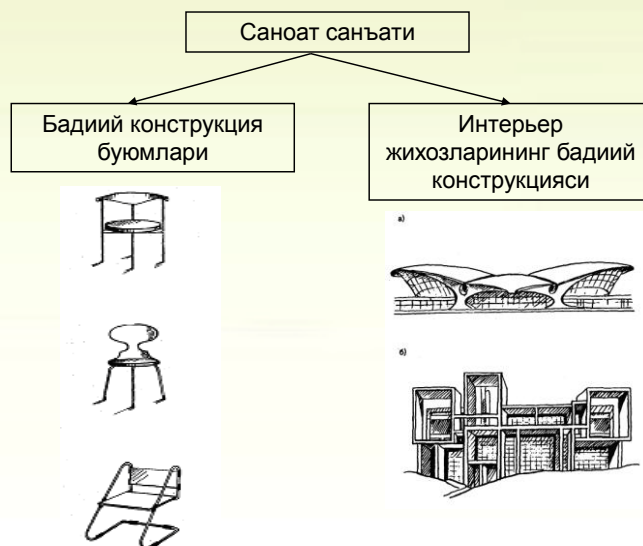 Саноат санъати
Бадиий конструкция
буюмлари
Интерьер
жихозларининг бадиий
конструкцияси
а)
б)